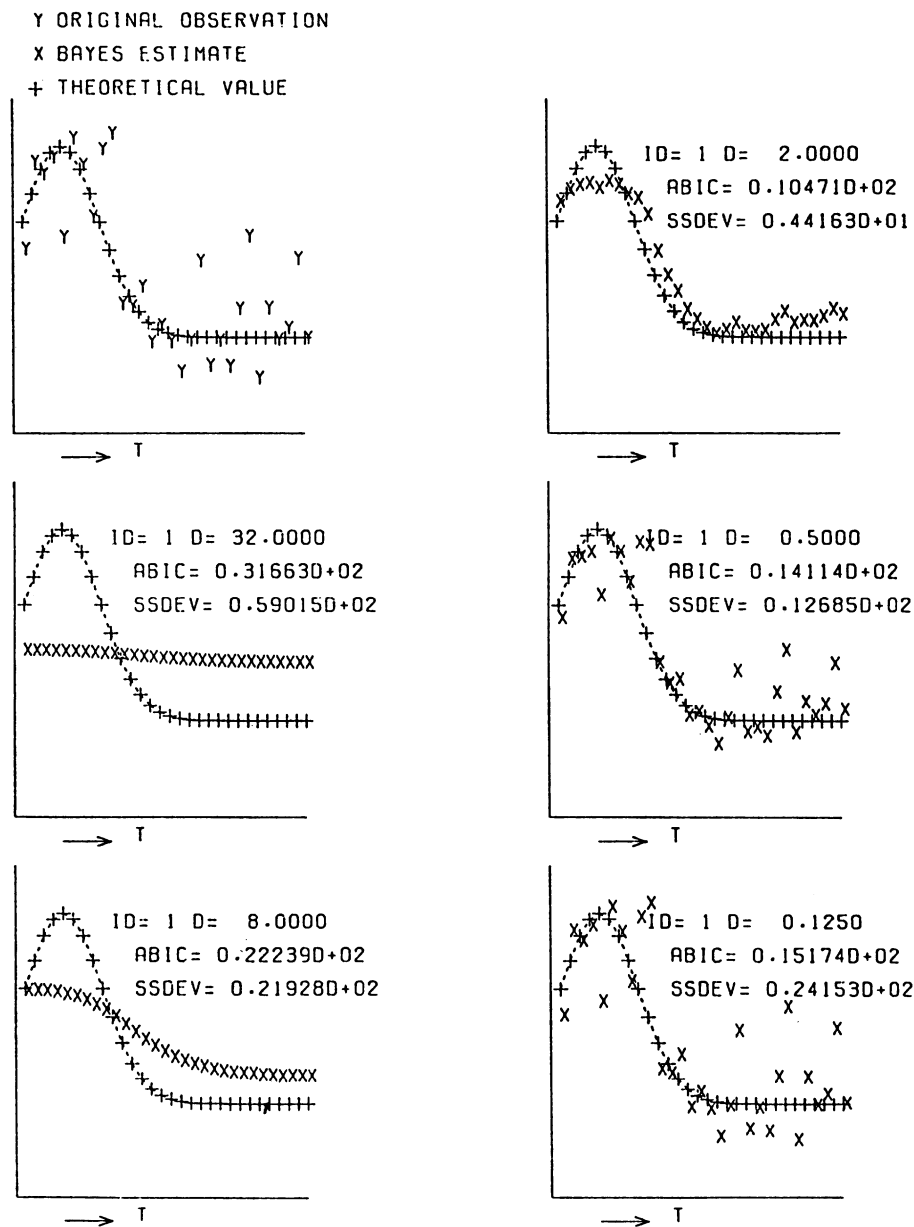 Y ORIGINAL OBSERVATION
X BAYES ESTIMATE
+ THEORETICAL VALUE
T
ID= 1 D= 2.0000
ABIC= 0.10471D+02
SSDEV= 0.44163D+01
T
ID= 1 D= 32.0000
ABIC= 0.31663D+02
SSDEV= 0.59015D+02
T
ID= 1 D= 0.5000
ABIC= 0.14114D+02
SSDEV= 0.12685D+02
T
ID= 1 D= 8.0000
ABIC= 0.22239D+02
SSDEV= 0.21928D+02
T
ID= 1 D= 0.1250
ABIC= 0.15174D+02
SSDEV= 0.24153D+02
T